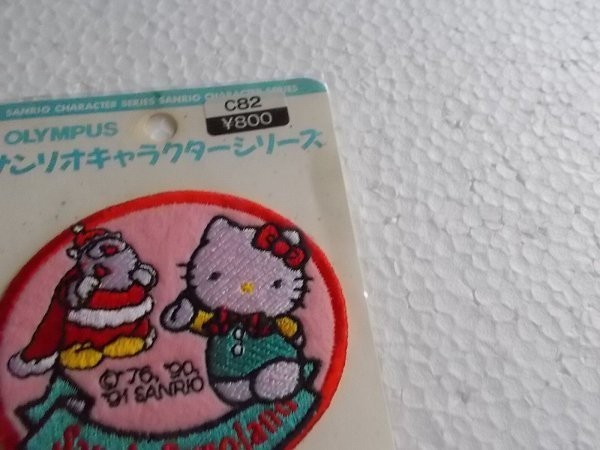 SANRIO CHARACTER SERIES SANRIO CHARACTER SERIES
C82
¥800
OLYMPUS
サンリオキャラクターシリーズ
© '76, '90,
'91 SANRIO